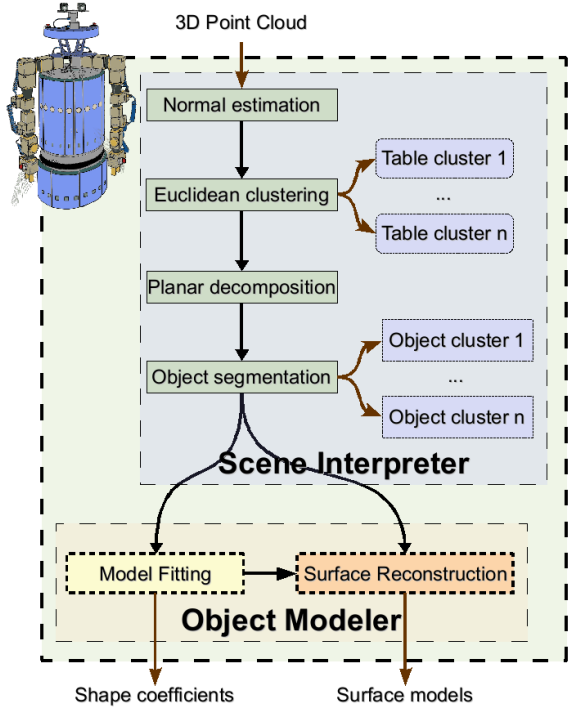 3D Point Cloud
Normal estimation
Euclidean clustering
Table cluster 1
...
Table cluster n
Planar decomposition
Object segmentation
Object cluster 1
...
Object cluster n
Scene Interpreter
Model Fitting
Surface Reconstruction
Object Modeler
Shape coefficients
Surface models